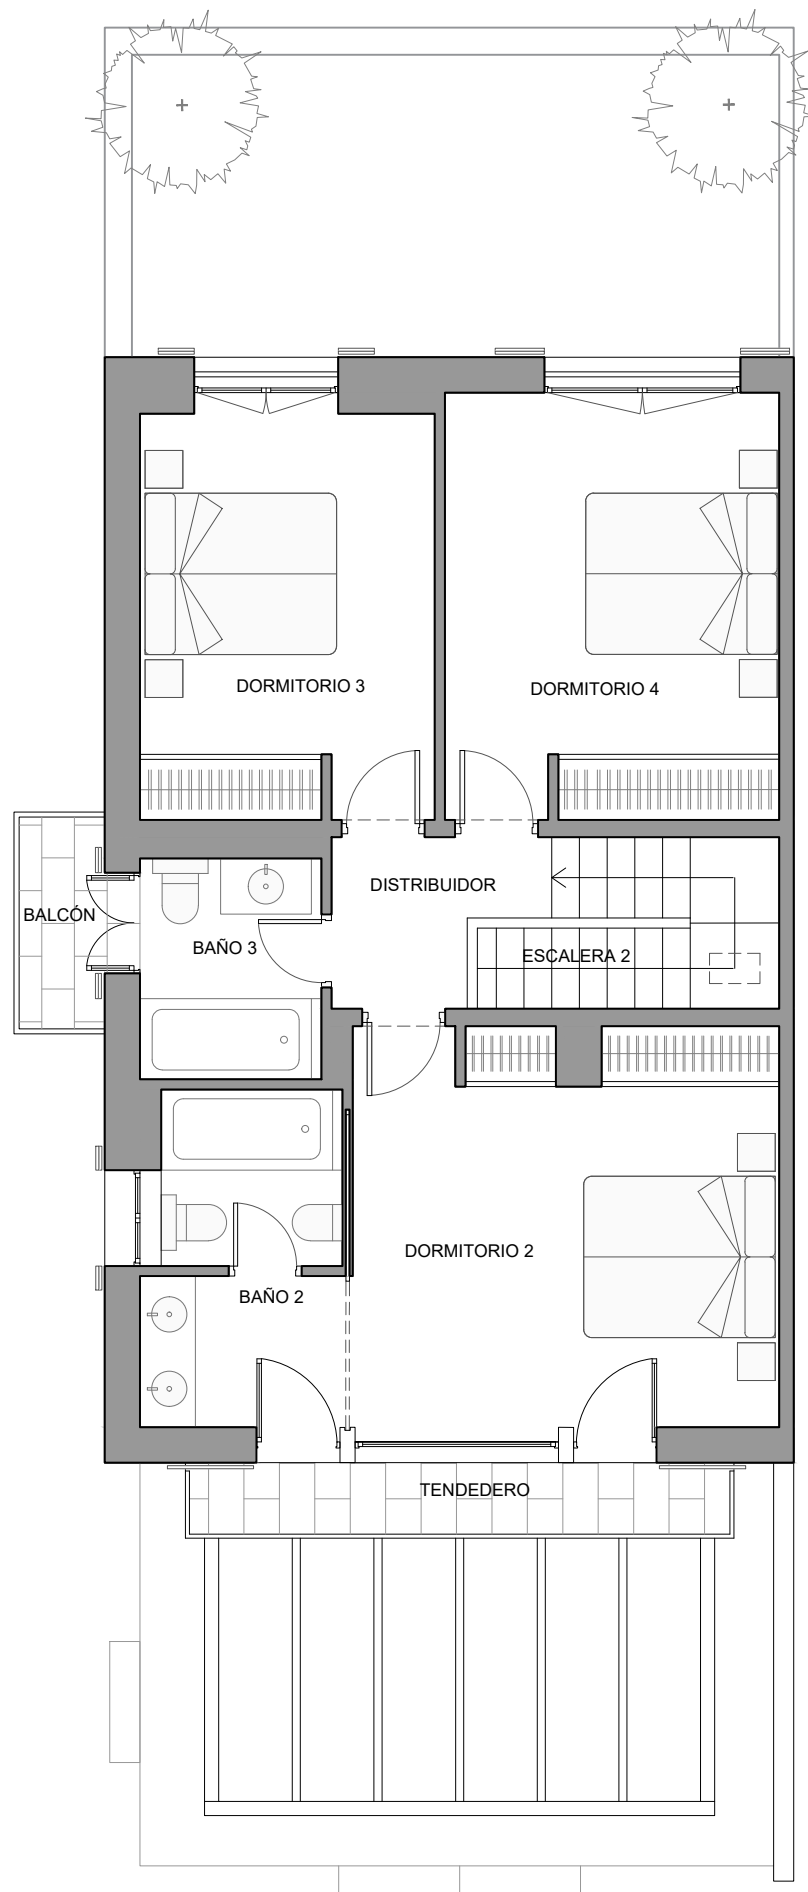 DORMITORIO 3
DORMITORIO 4
DISTRIBUIDOR
BALCÓN
BAÑO 3
ESCALERA 2
DORMITORIO 2
BAÑO 2
TENDEDERO